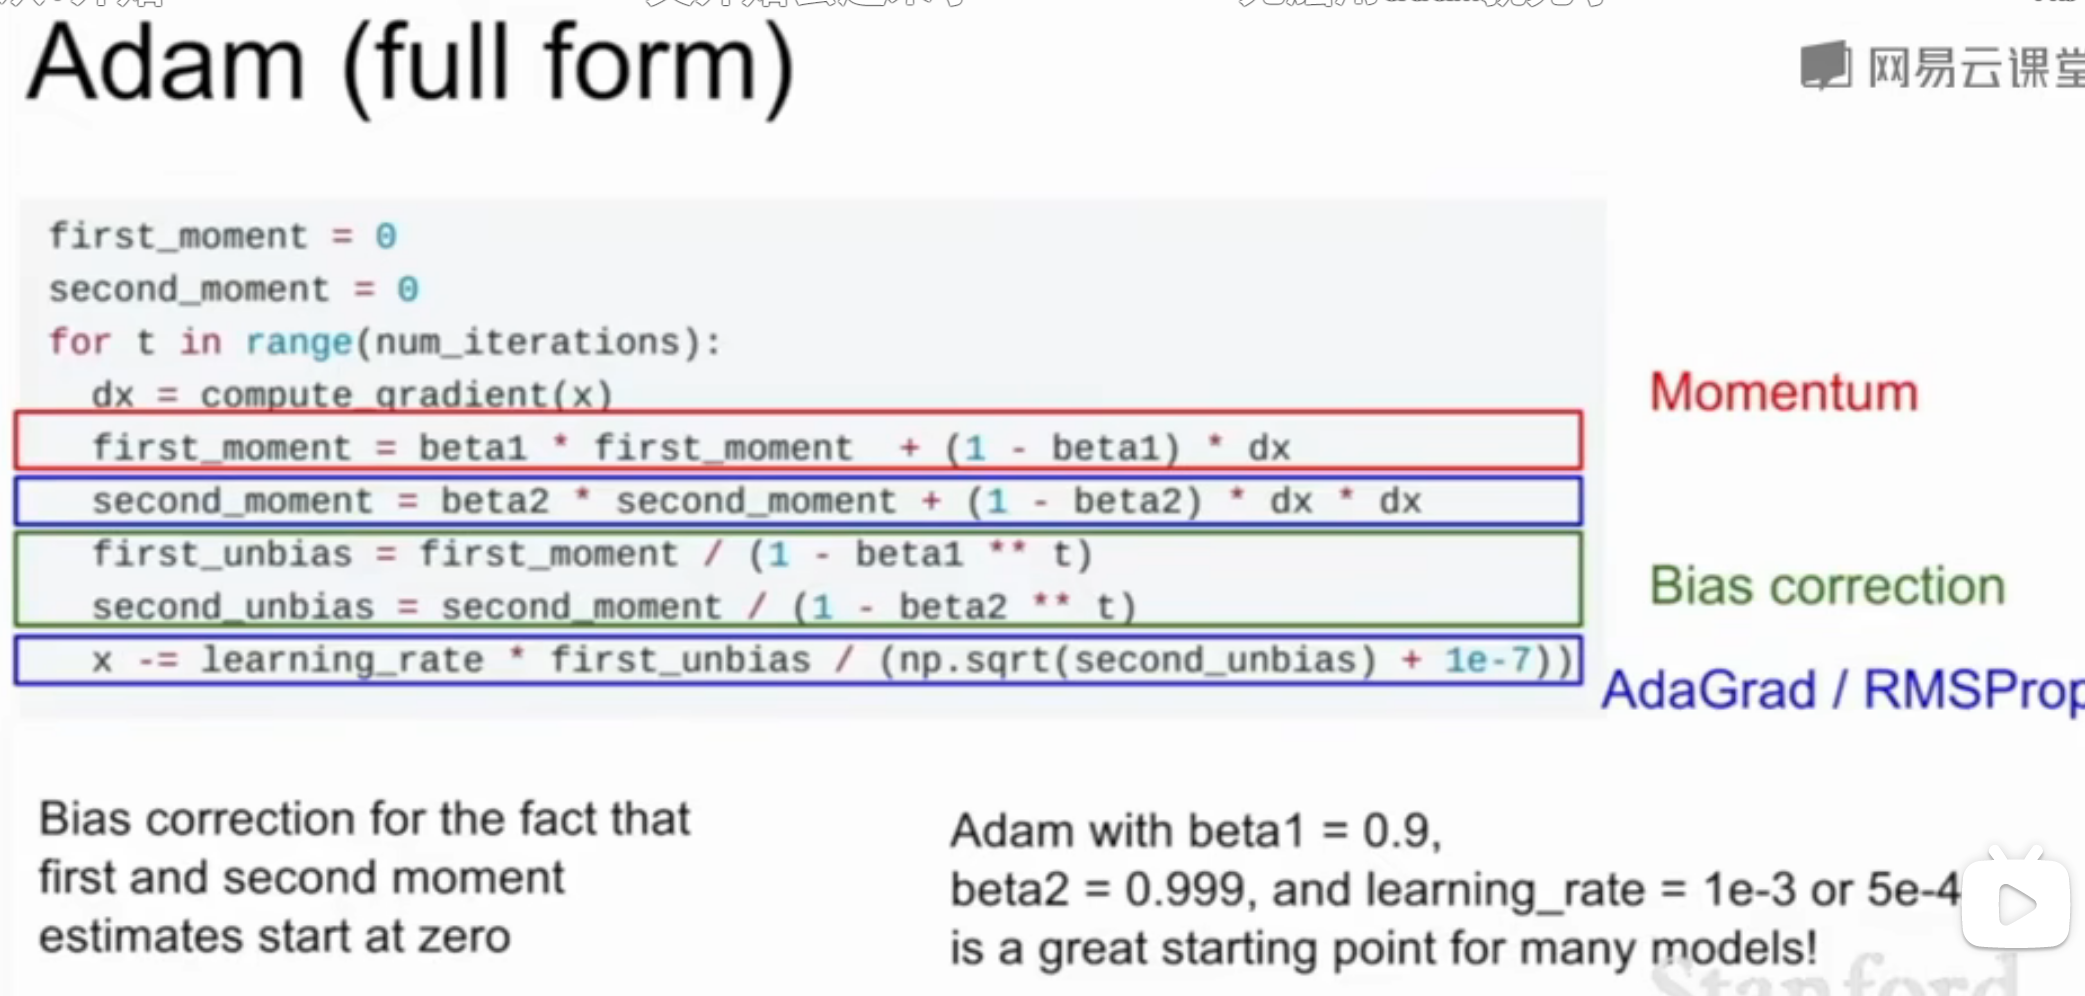 Adam (full form)
网易云课堂
first_moment = 0
second_moment = 0
for t in range(num_iterations):
dx = compute_gradient(x)
first_moment = beta1 * first_moment + (1 - beta1) * dx
second_moment = beta2 * second_moment + (1 - beta2) * dx * dx
first_unbias = first_moment / (1 - beta1 ** t)
second_unbias = second_moment / (1 - beta2 ** t)
x -= learning_rate * first_unbias / (np.sqrt(second_unbias) + 1e-7))
Momentum
Bias correction
AdaGrad / RMSProp
Bias correction for the fact that
first and second moment
estimates start at zero
Adam with beta1 = 0.9,
beta2 = 0.999, and learning_rate = 1e-3 or 5e-4
is a great starting point for many models!
Stanford